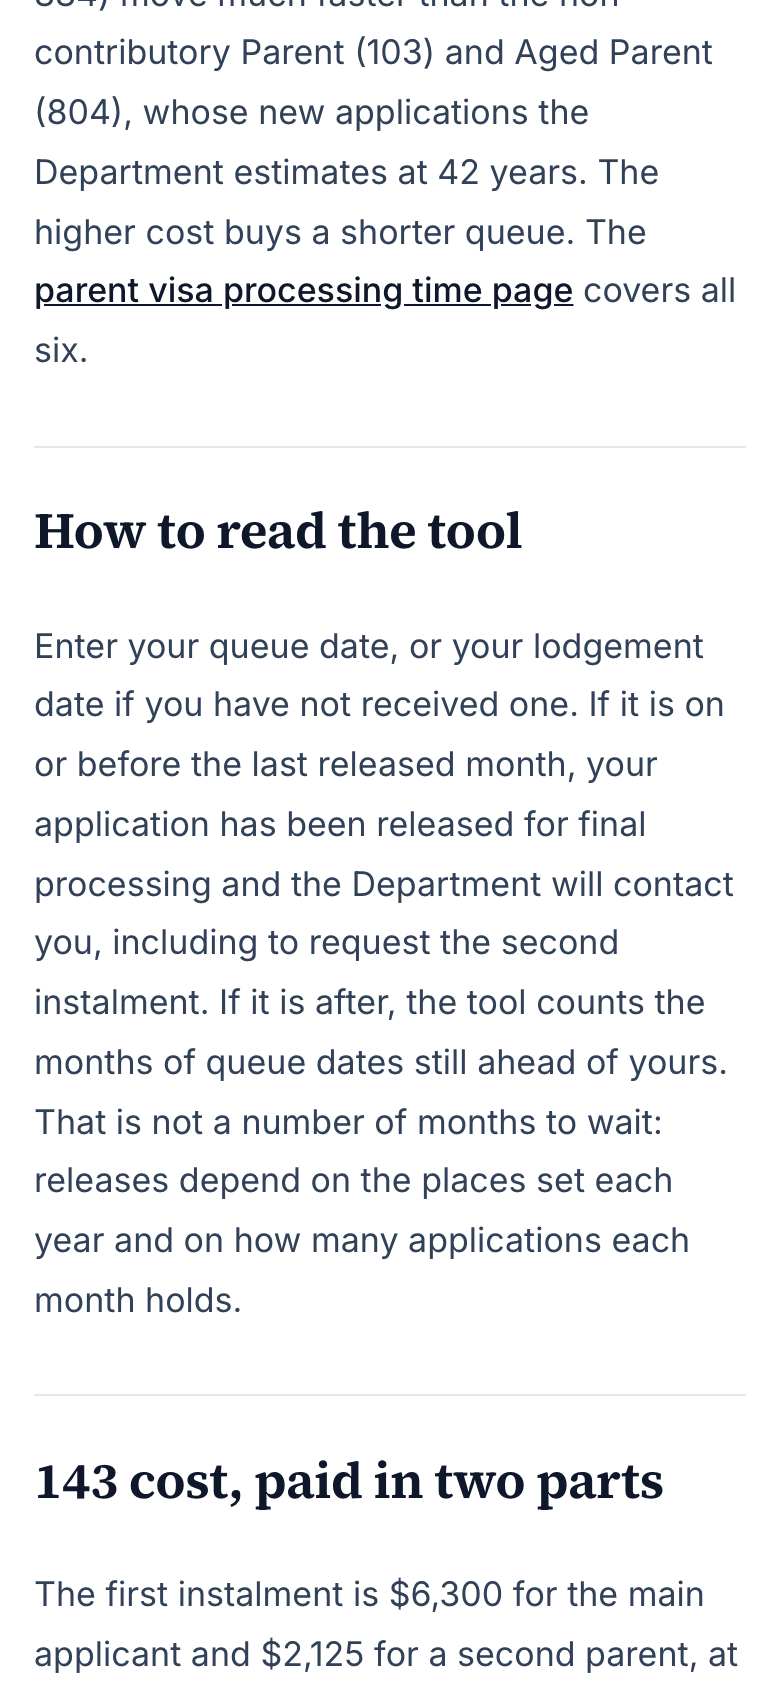 884) move much faster than the non-
contributory Parent (103) and Aged Parent
(804), whose new applications the
Department estimates at 42 years. The
higher cost buys a shorter queue. The
parent visa processing time page covers all
six.
How to read the tool
Enter your queue date, or your lodgement
date if you have not received one. If it is on
or before the last released month, your
application has been released for final
processing and the Department will contact
you, including to request the second
instalment. If it is after, the tool counts the
months of queue dates still ahead of yours.
That is not a number of months to wait:
releases depend on the places set each
year and on how many applications each
month holds.
143 cost, paid in two parts
The first instalment is $6,300 for the main
applicant and $2,125 for a second parent, at